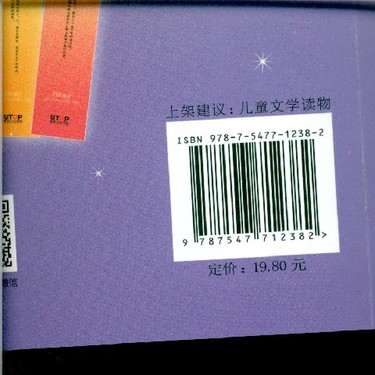 上架建议：儿童文学读物
ISBN 978-7-5477-1238-2
9 787547 712382 >
定价：19.80 元